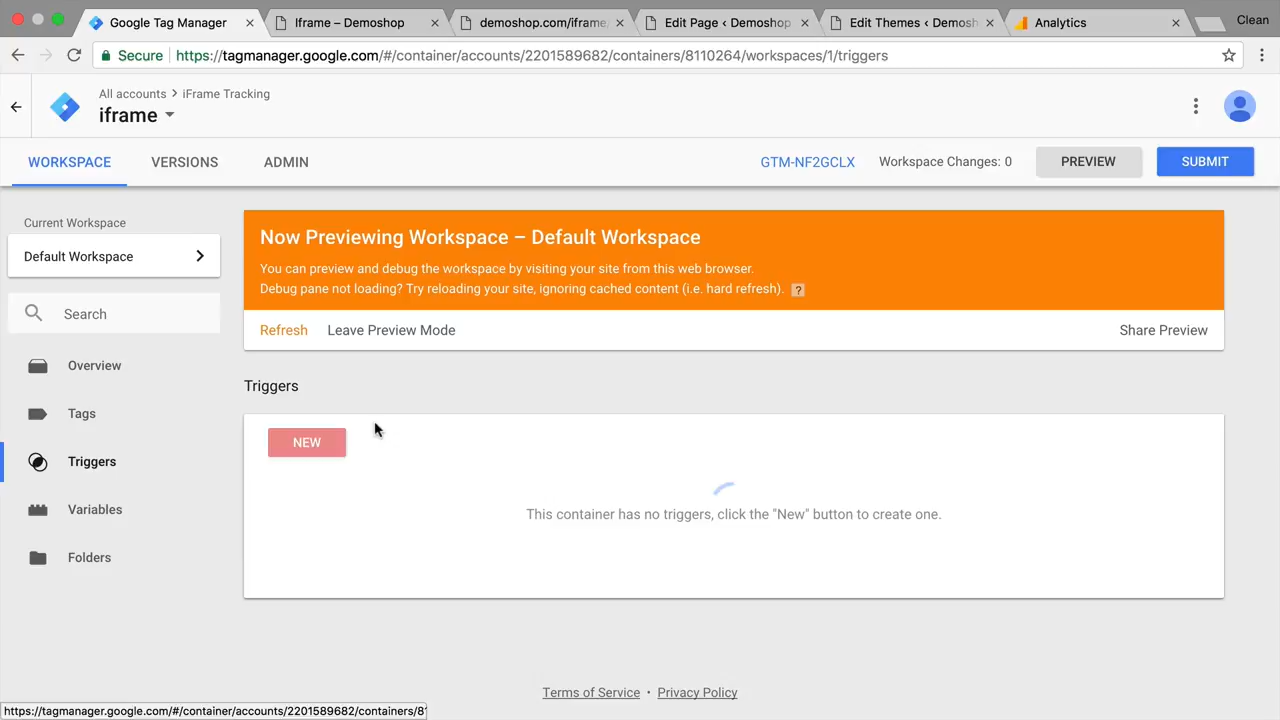 Google Tag Manager
Iframe – Demoshop
demoshop.com/iframe/
Edit Page ‹ Demoshop
Edit Themes ‹ Demosh
Analytics
Clean
Secure
https://tagmanager.google.com/#/container/accounts/2201589682/containers/8110264/workspaces/1/triggers
All accounts > iFrame Tracking
iframe
WORKSPACE
VERSIONS
ADMIN
GTM-NF2GCLX
Workspace Changes: 0
PREVIEW
SUBMIT
Current Workspace
Default Workspace
Search
Overview
Tags
Triggers
Variables
Folders
Now Previewing Workspace – Default Workspace
You can preview and debug the workspace by visiting your site from this web browser.
Debug pane not loading? Try reloading your site, ignoring cached content (i.e. hard refresh). ?
Refresh
Leave Preview Mode
Share Preview
Triggers
NEW
This container has no triggers, click the "New" button to create one.
Terms of Service • Privacy Policy
https://tagmanager.google.com/#/container/accounts/2201589682/containers/8